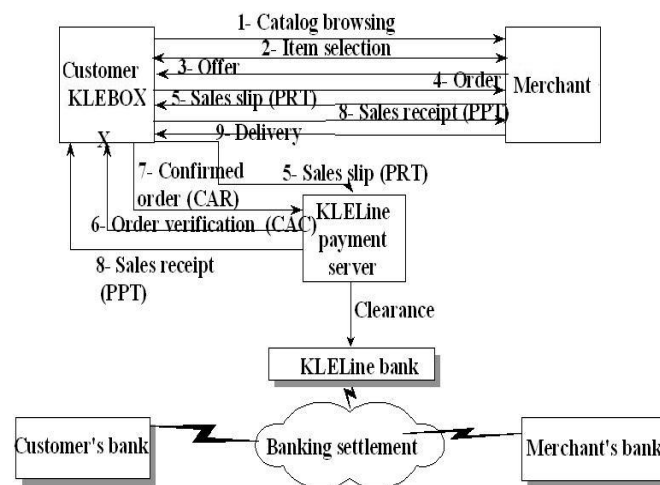 1- Catalog browsing
2- Item selection
3- Offer
4- Order
5- Sales slip (PRT)
8- Sales receipt (PPT)
9- Delivery
Customer
KLEBOX
X
Merchant
7- Confirmed
order (CAR)
5- Sales slip (PRT)
6- Order verification (CAC)
8- Sales receipt
(PPT)
KLELine
payment
server
Clearance
KLELine bank
Customer's bank
Banking settlement
Merchant's bank